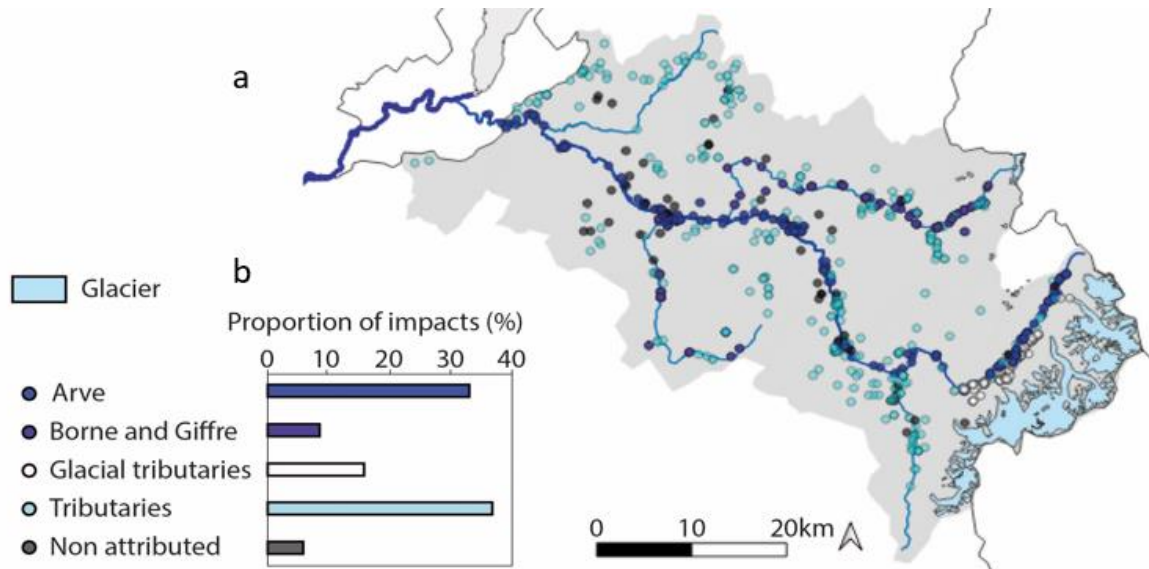 a
b
Glacier
Proportion of impacts (%)
0 10 20 30 40
Arve
Borne and Giffre
Glacial tributaries
Tributaries
Non attributed
0 10 20km